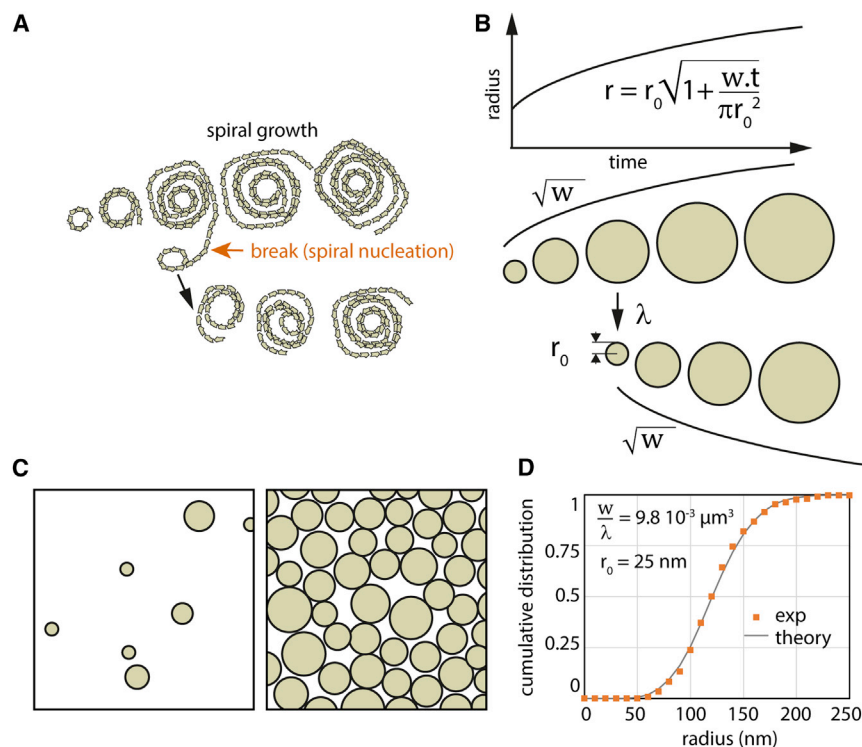 A
spiral growth
break (spiral nucleation)
B
radius
r = r₀√1+ w.t / πr₀²
time
√w
λ
r₀
√w
C
D
cumulative distribution
1
0.75
0.5
0.25
0
w/λ = 9.8 10⁻³ µm³
r₀ = 25 nm
exp
theory
0 50 100 150 200 250
radius (nm)